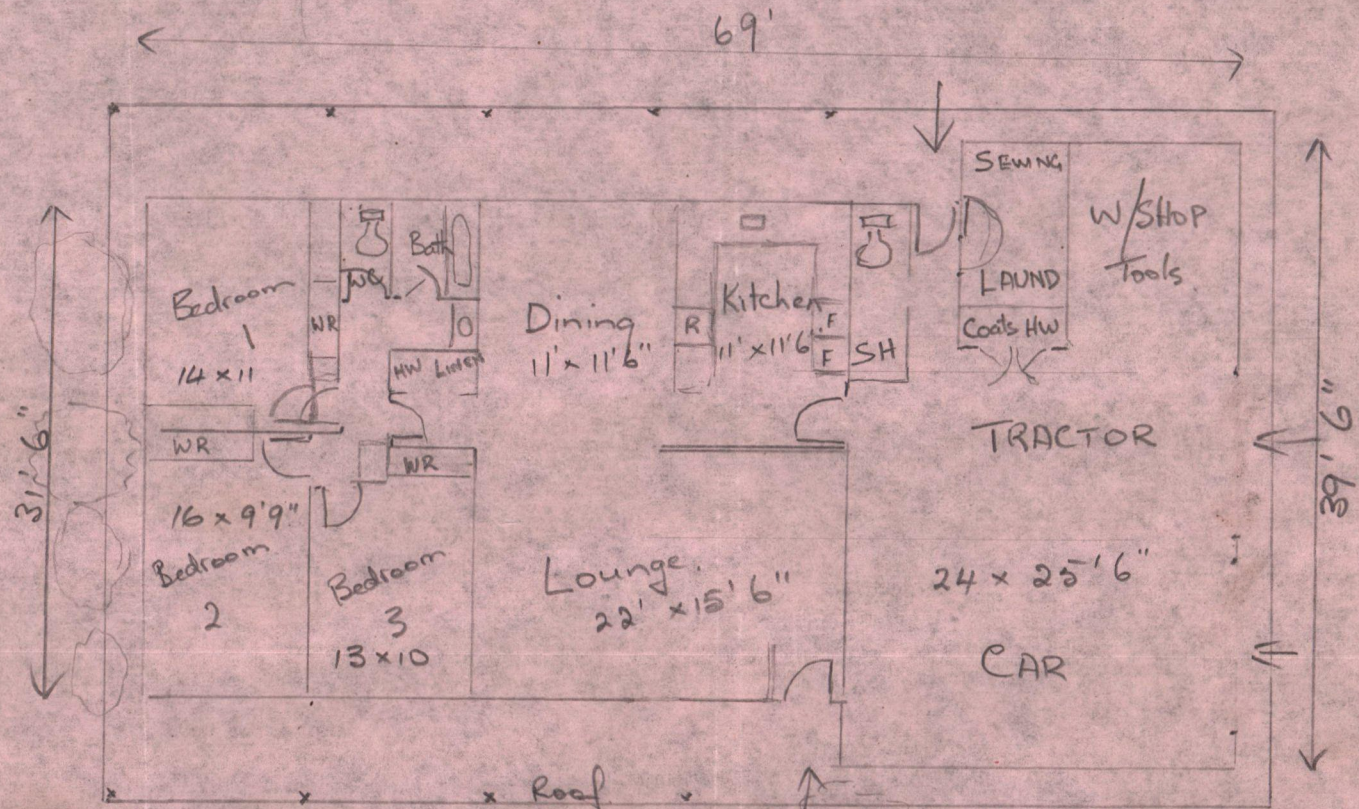 69'
SEWING
W/SHOP
Tools
LAUND
Coats HW
Bath
WC
Bedroom
1
14 x 11
WR
HW LINEN
Dining
11' x 11'6"
R
Kitchen
11' x 11'6
F
F
SH
WR
WR
31'-6"
39'6"
TRACTOR
16 x 9'9"
Bedroom
2
Bedroom
3
13 x 10
Lounge.
22' x 15'6"
24 x 25'6"
CAR
Roof